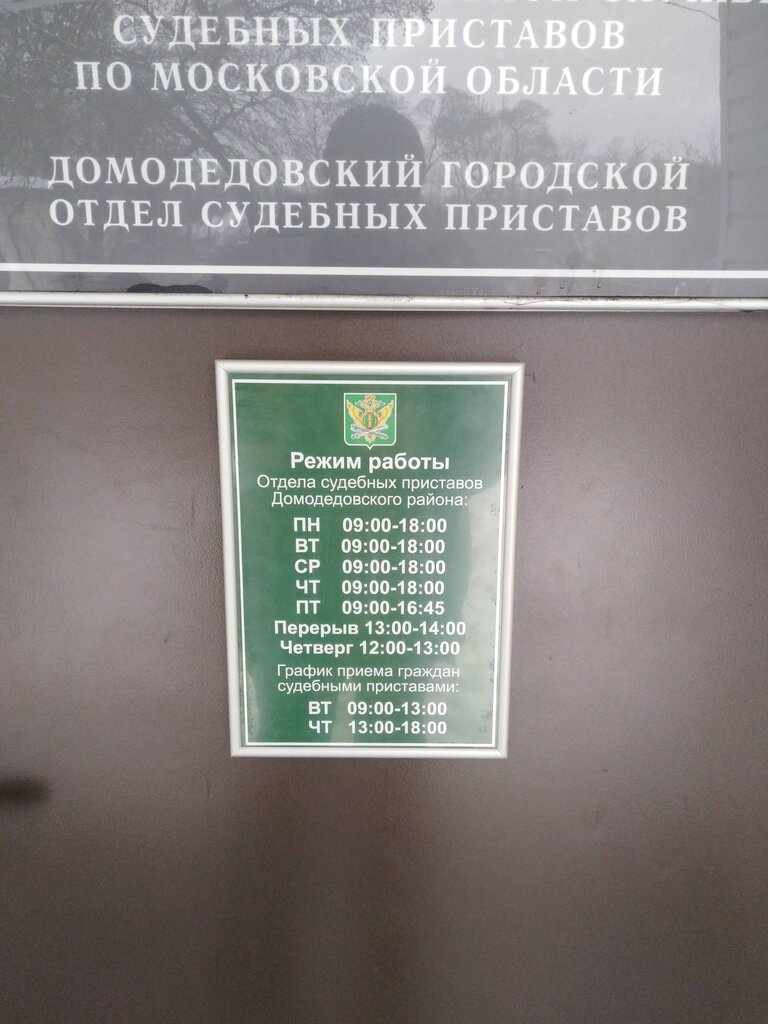 СУДЕБНЫХ ПРИСТАВОВ
ПО МОСКОВСКОЙ ОБЛАСТИ
ДОМОДЕДОВСКИЙ ГОРОДСКОЙ
ОТДЕЛ СУДЕБНЫХ ПРИСТАВОВ
Режим работы
Отдела судебных приставов
Домодедовского района:
ПН 09:00-18:00
ВТ 09:00-18:00
СР 09:00-18:00
ЧТ 09:00-18:00
ПТ 09:00-16:45
Перерыв 13:00-14:00
Четверг 12:00-13:00
График приема граждан
судебными приставами:
ВТ 09:00-13:00
ЧТ 13:00-18:00